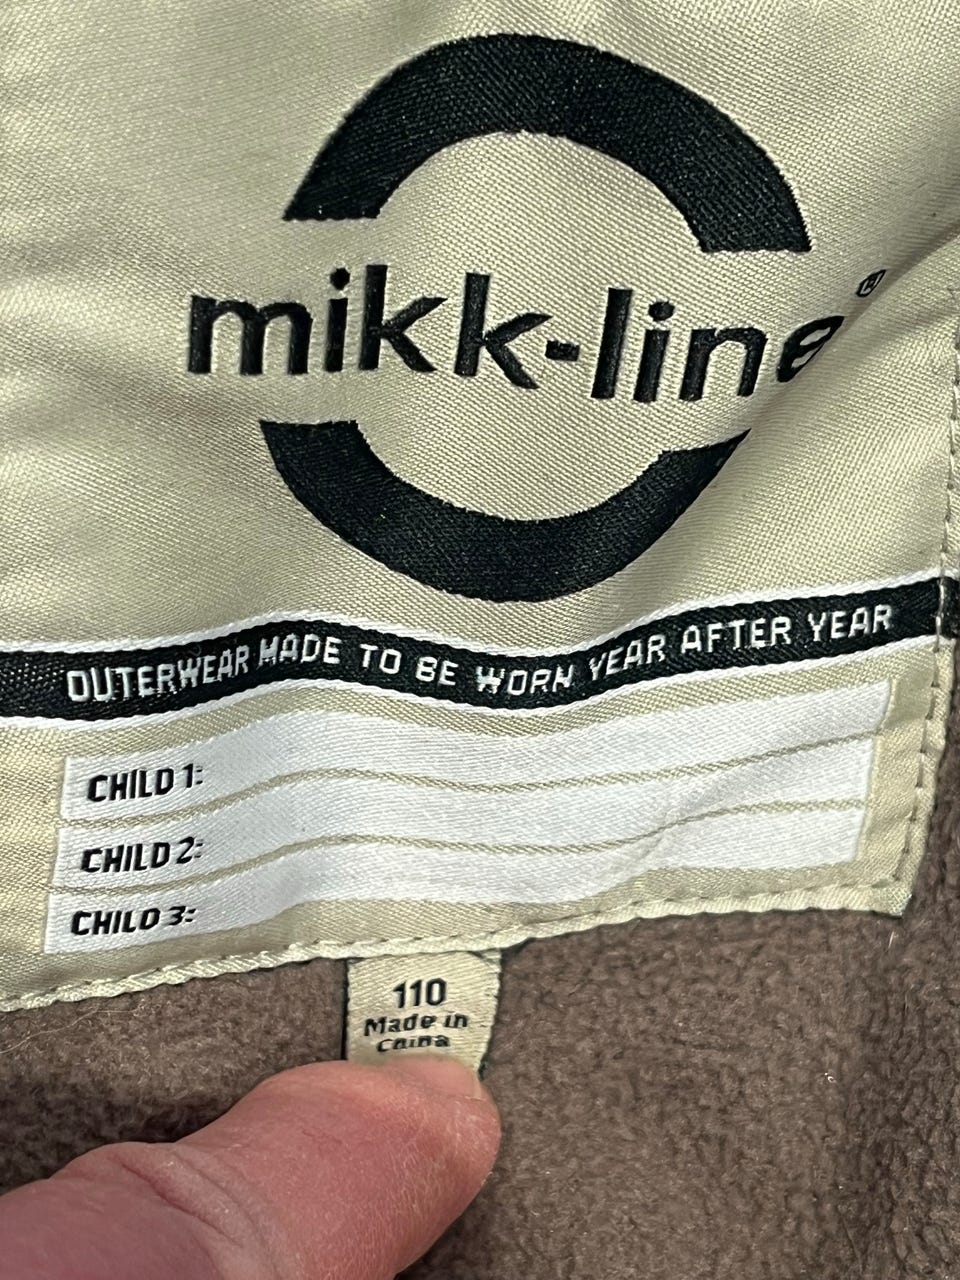 mikk-line®
OUTERWEAR MADE TO BE WORN YEAR AFTER YEAR
CHILD 1:
CHILD 2:
CHILD 3:
110
Made in
China